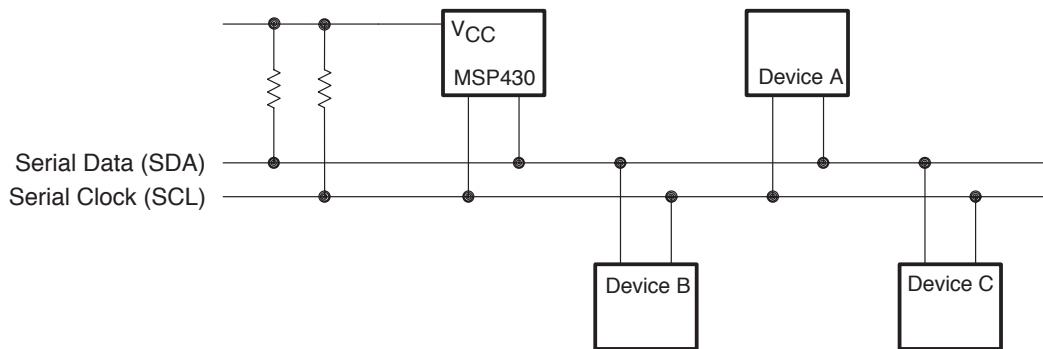 VCC
MSP430
Device A
Serial Data (SDA)
Serial Clock (SCL)
Device B
Device C